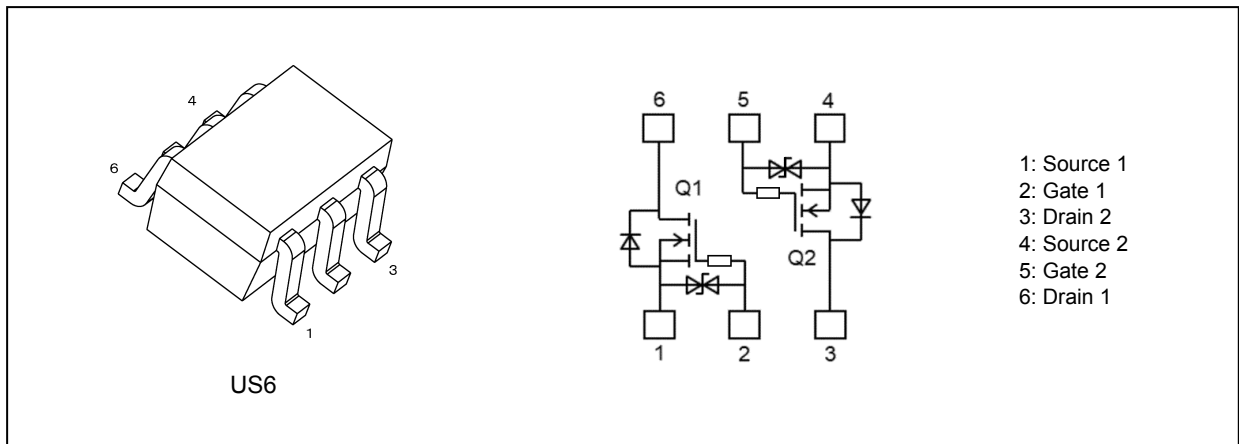 4
6
3
1
US6
6 5 4
Q1
Q2
1 2 3
1: Source 1
2: Gate 1
3: Drain 2
4: Source 2
5: Gate 2
6: Drain 1